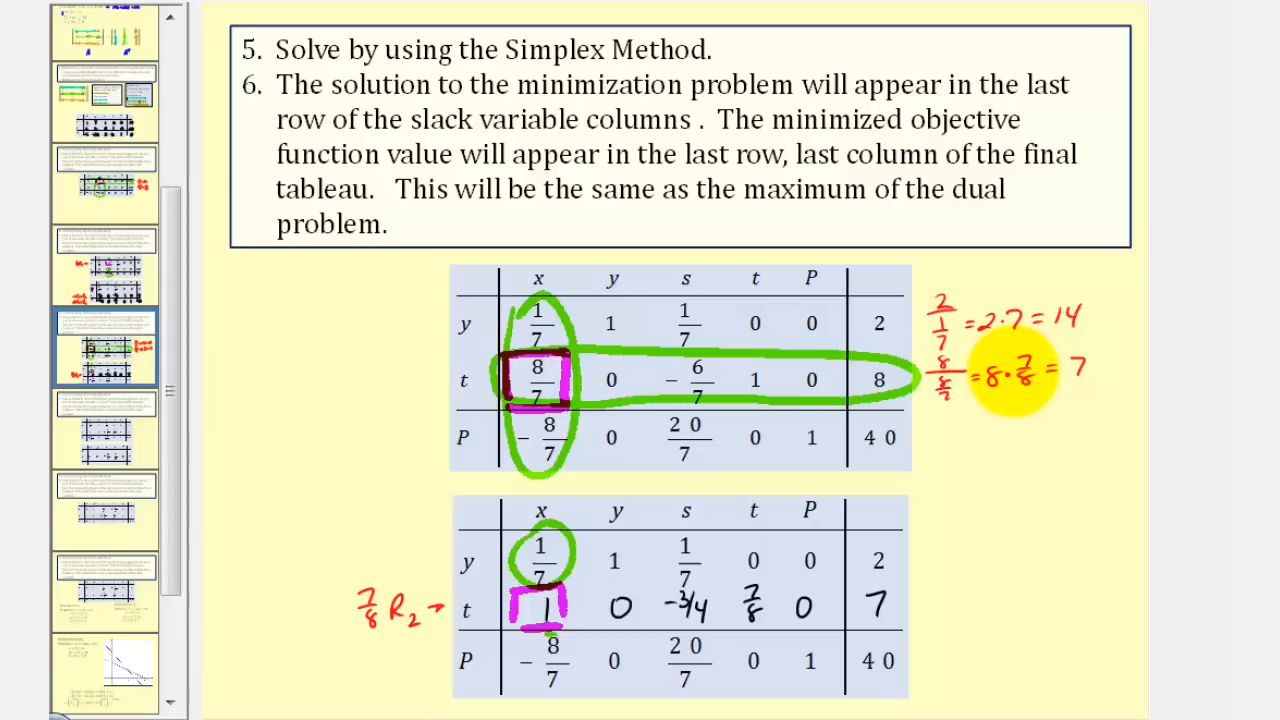 5. Solve by using the Simplex Method.
6. The solution to the minimization problem will appear in the last
row of the slack variable columns . The minimized objective
function value will appear in the last row, last column of the final
tableau. This will be the same as the maximum of the dual
problem.
x y s t P
y 1/7 1 1/7 0 0 2
t 8/7 0 - 6/7 1 0 8
P - 8/7 0 20/7 0 1 40
2/(1/7) = 2·7 = 14
8/(8/7) = 8·7/8 = 7
x y s t P
y 1/7 1 1/7 0 0 2
7/8 R2 → t 1 0 -3/4 7/8 0 7
P - 8/7 0 20/7 0 1 40